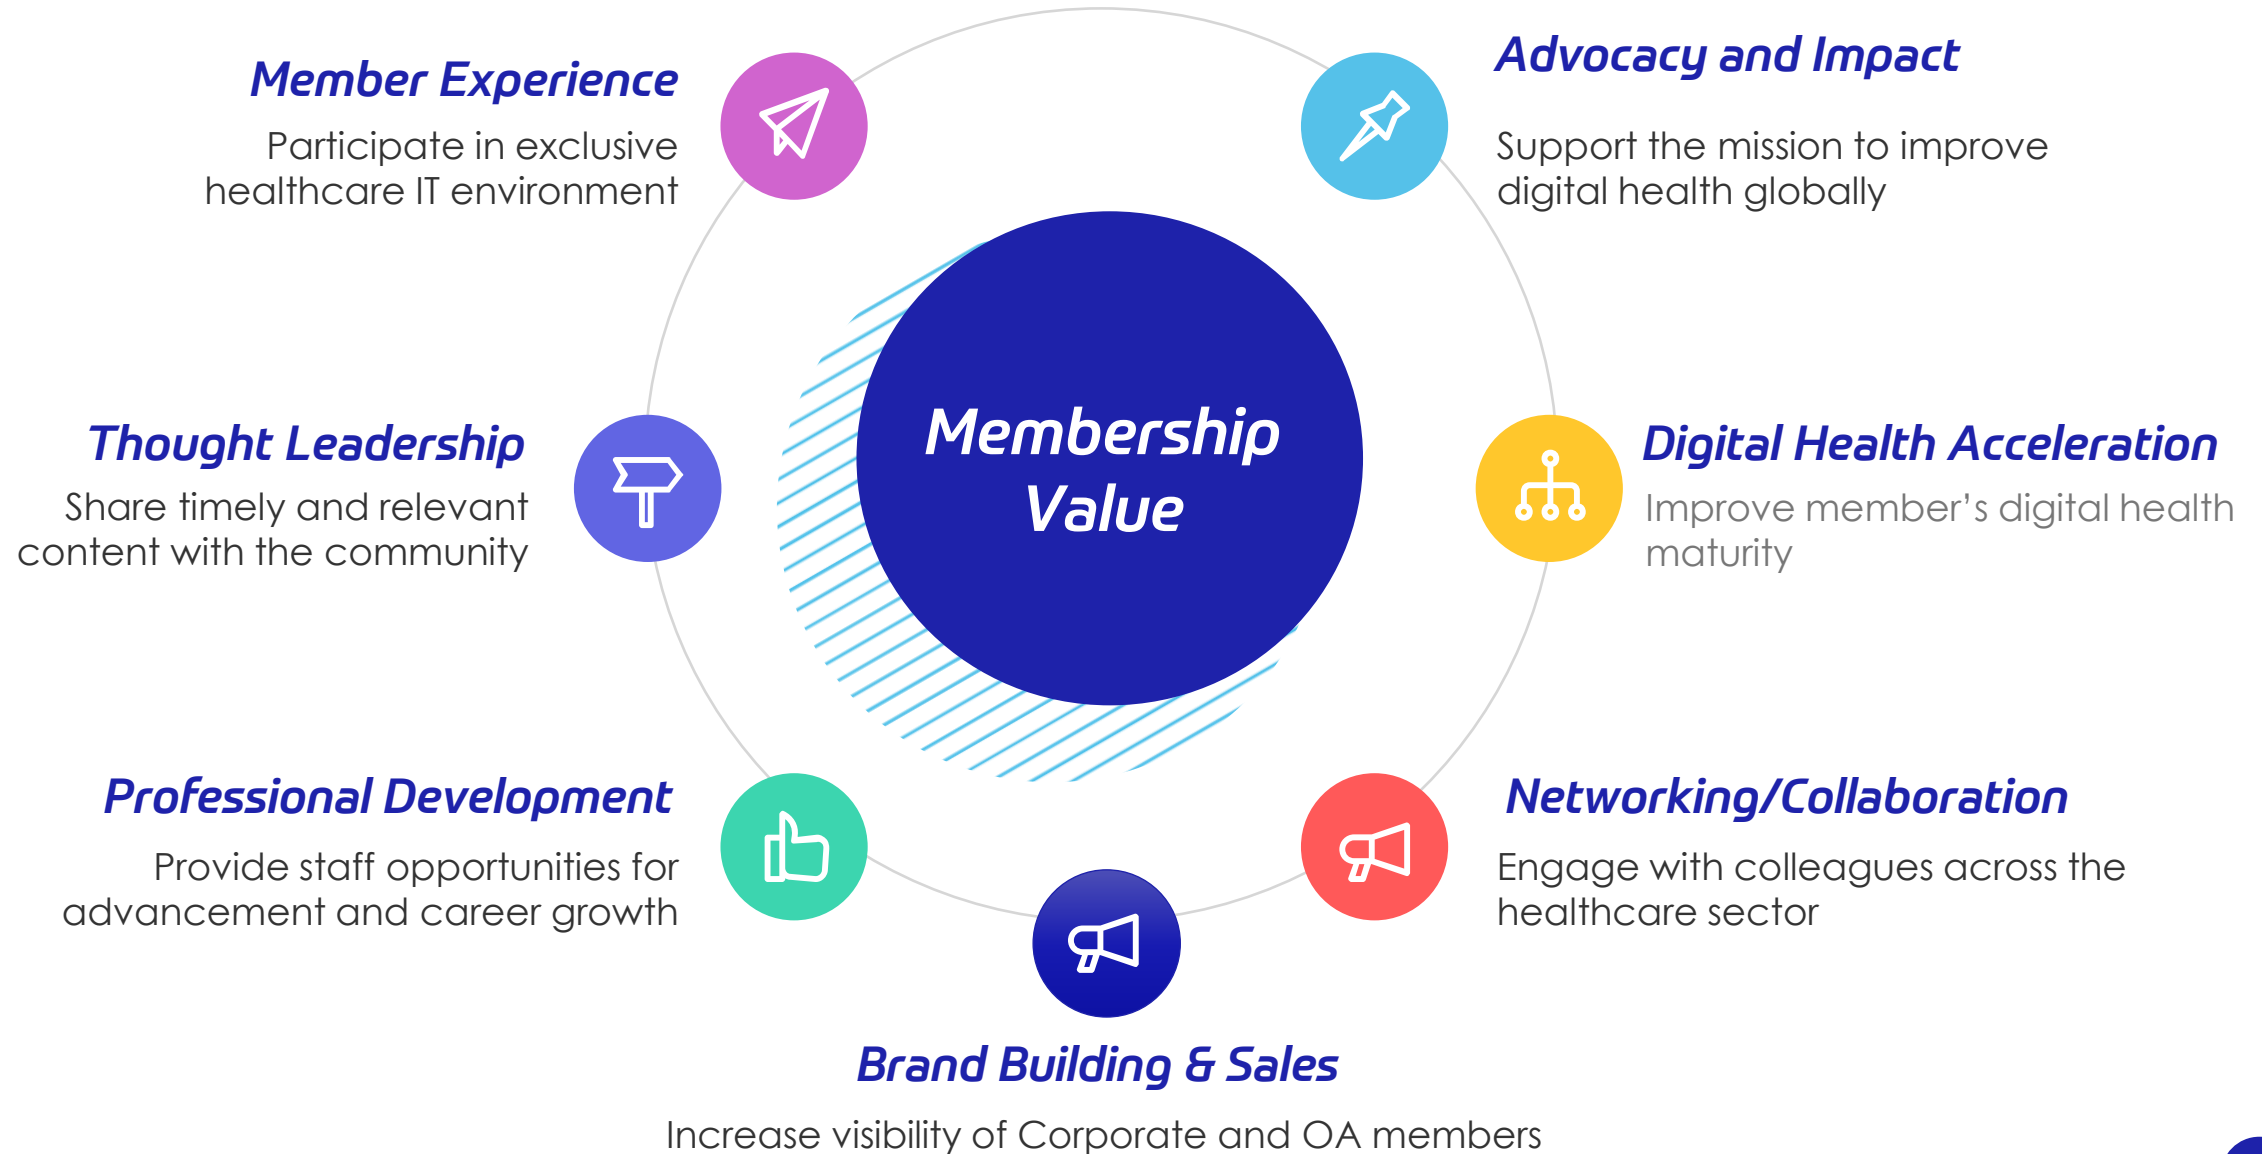 Member Experience
Participate in exclusive
healthcare IT environment
Advocacy and Impact
Support the mission to improve
digital health globally
Membership
Value
Thought Leadership
Share timely and relevant
content with the community
Digital Health Acceleration
Improve member’s digital health
maturity
Professional Development
Provide staff opportunities for
advancement and career growth
Networking/Collaboration
Engage with colleagues across the
healthcare sector
Brand Building & Sales
Increase visibility of Corporate and OA members